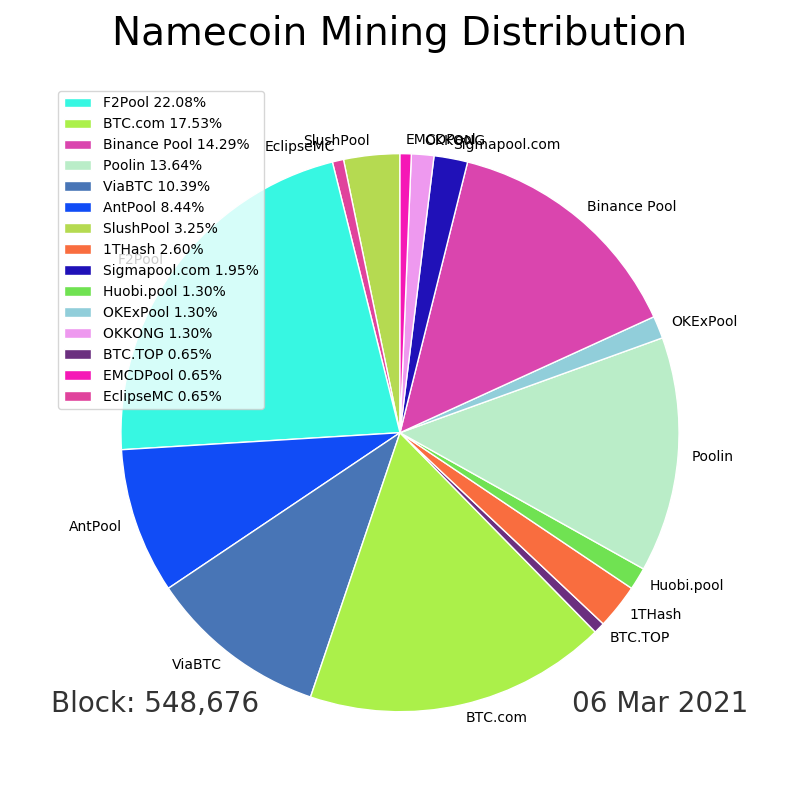 Namecoin Mining Distribution
F2Pool 22.08%
BTC.com 17.53%
Binance Pool 14.29%
Poolin 13.64%
ViaBTC 10.39%
AntPool 8.44%
SlushPool 3.25%
1THash 2.60%
Sigmapool.com 1.95%
Huobi.pool 1.30%
OKExPool 1.30%
OKKONG 1.30%
BTC.TOP 0.65%
EMCDPool 0.65%
EclipseMC 0.65%
SlushPool
EclipseMC
EMCDPool
OKKONG
Sigmapool.com
Binance Pool
F2Pool
OKExPool
Poolin
AntPool
Huobi.pool
1THash
BTC.TOP
ViaBTC
BTC.com
Block: 548,676
06 Mar 2021